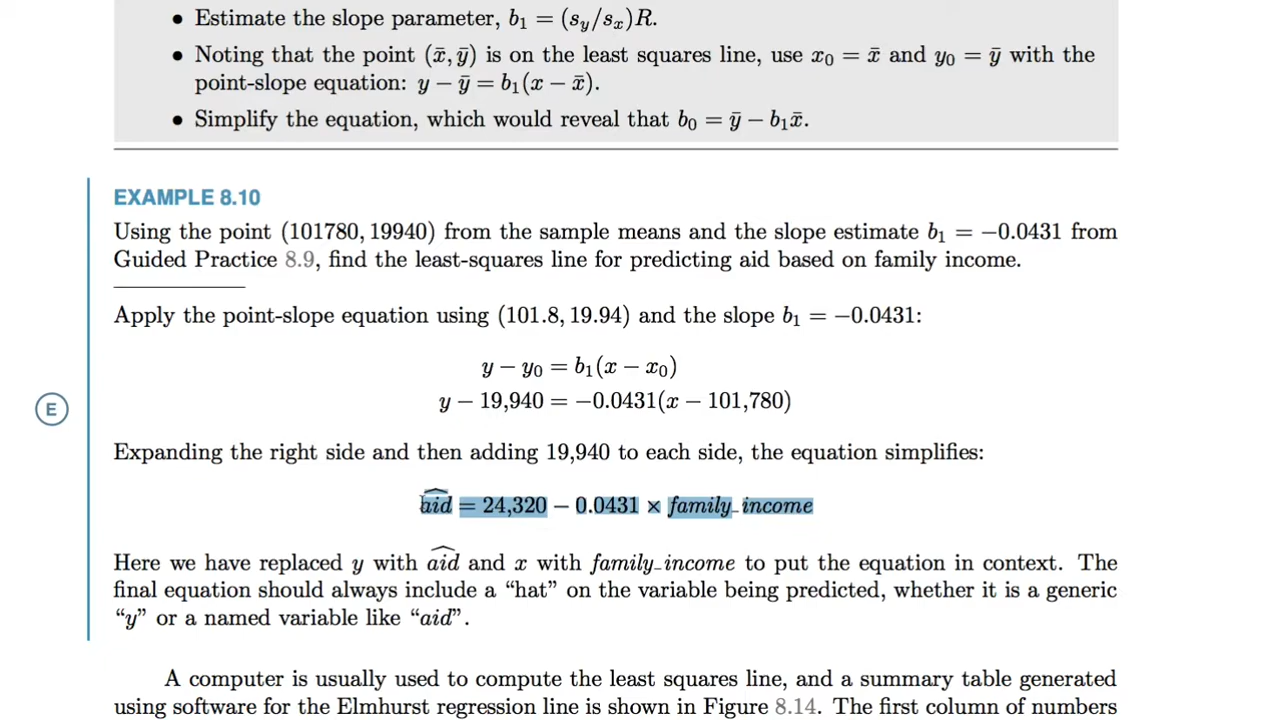 • Estimate the slope parameter, b₁ = (s_y/s_x)R.
• Noting that the point (x̄, ȳ) is on the least squares line, use x₀ = x̄ and y₀ = ȳ with the
point-slope equation: y − ȳ = b₁(x − x̄).
• Simplify the equation, which would reveal that b₀ = ȳ − b₁x̄.
EXAMPLE 8.10
Using the point (101780, 19940) from the sample means and the slope estimate b₁ = −0.0431 from
Guided Practice 8.9, find the least-squares line for predicting aid based on family income.
Apply the point-slope equation using (101.8, 19.94) and the slope b₁ = −0.0431:
y − y₀ = b₁(x − x₀)
y − 19,940 = −0.0431(x − 101,780)
E
Expanding the right side and then adding 19,940 to each side, the equation simplifies:
\widehat{aid} = 24,320 − 0.0431 × family_income
Here we have replaced y with \widehat{aid} and x with family_income to put the equation in context. The
final equation should always include a “hat” on the variable being predicted, whether it is a generic
“y” or a named variable like “aid”.
A computer is usually used to compute the least squares line, and a summary table generated
using software for the Elmhurst regression line is shown in Figure 8.14. The first column of numbers